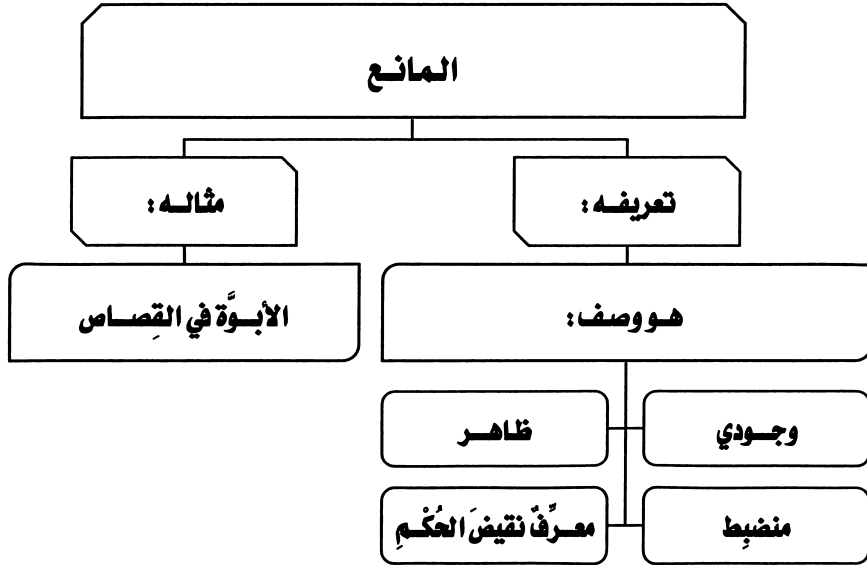 المانع
تعريفه:
مثاله:
هو وصف:
الأبوَّة في القِصاص
وجودي
ظاهر
منضبِط
معرِّفٌ نقيضَ الحُكْمِ